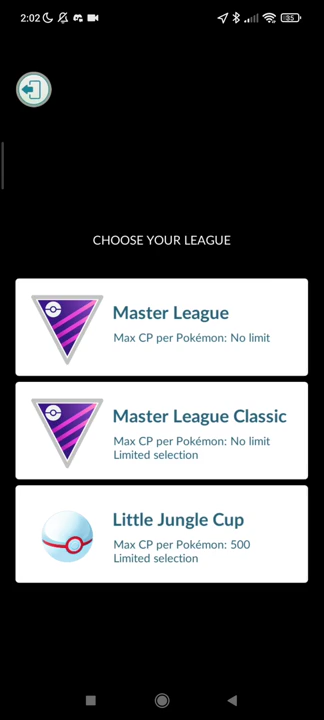 2:02
85
CHOOSE YOUR LEAGUE
Master League
Max CP per Pokémon: No limit
Master League Classic
Max CP per Pokémon: No limit
Limited selection
Little Jungle Cup
Max CP per Pokémon: 500
Limited selection